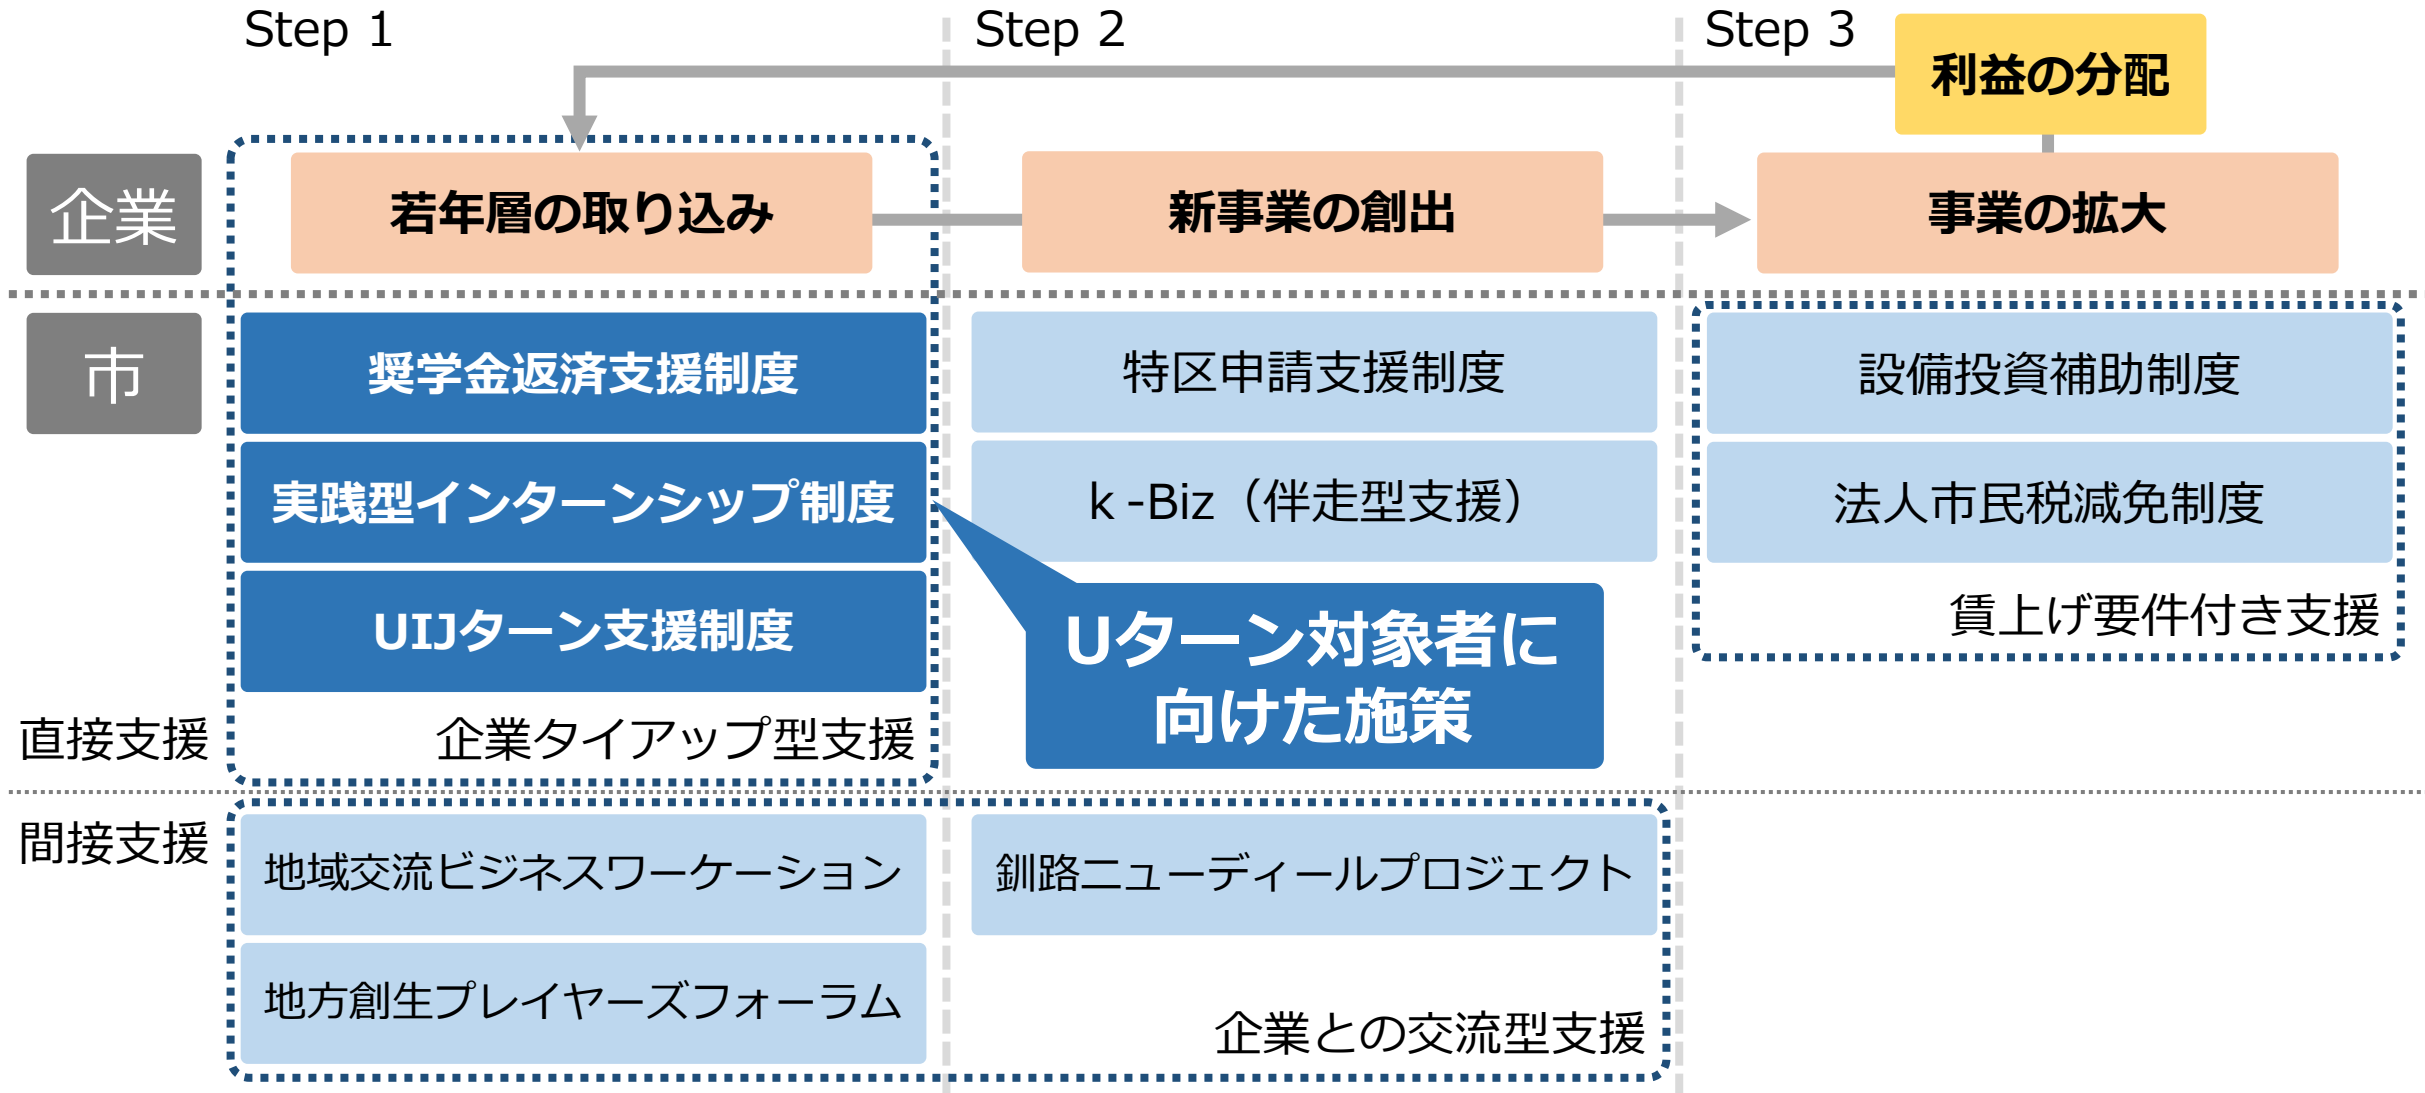 Step 1
Step 2
Step 3
利益の分配
企業
若年層の取り込み
新事業の創出
事業の拡大
市
奨学金返済支援制度
特区申請支援制度
設備投資補助制度
実践型インターンシップ制度
k-Biz（伴走型支援）
法人市民税減免制度
UIJターン支援制度
Uターン対象者に
向けた施策
賃上げ要件付き支援
直接支援
企業タイアップ型支援
間接支援
地域交流ビジネスワーケーション
釧路ニューディールプロジェクト
地方創生プレイヤーズフォーラム
企業との交流型支援